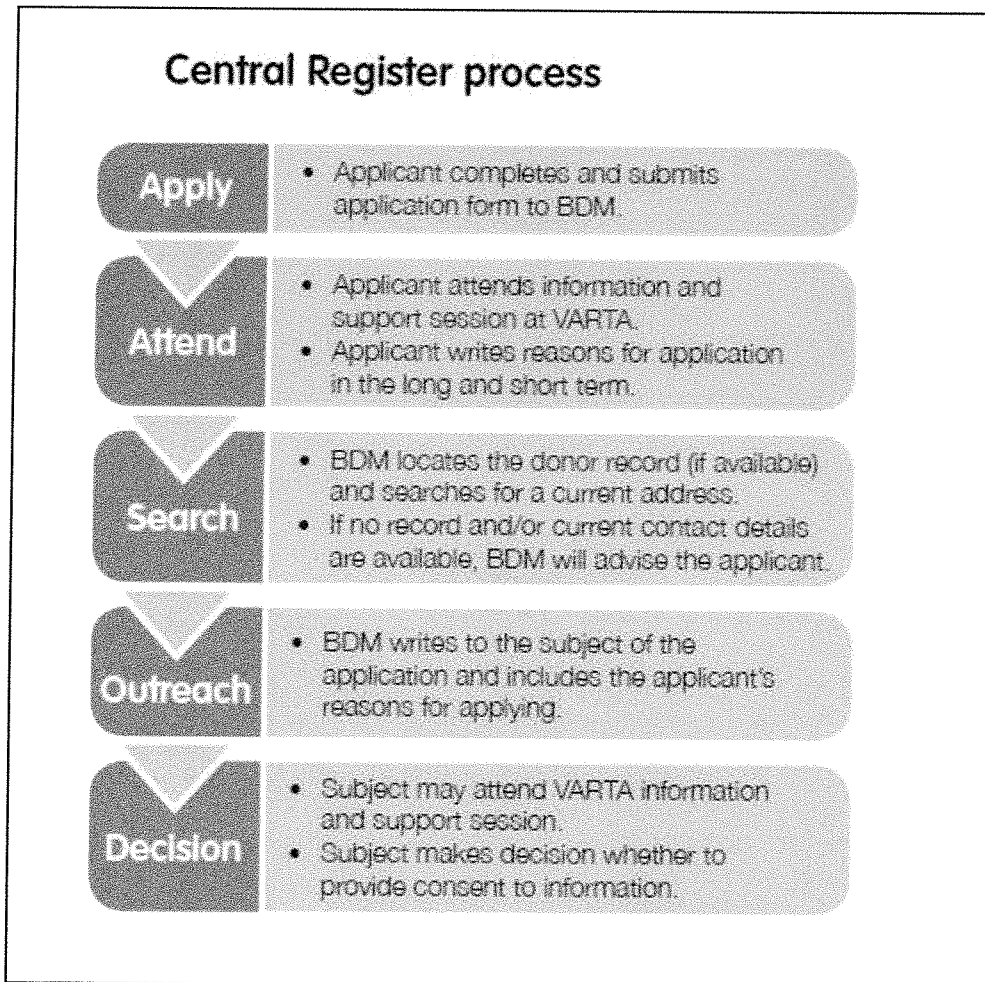 Central Register process
Apply
• Applicant completes and submits
application form to BDM.
Attend
• Applicant attends information and
support session at VARTA.
• Applicant writes reasons for application
in the long and short term.
Search
• BDM locates the donor record (if available)
and searches for a current address.
• If no record and/or current contact details
are available, BDM will advise the applicant.
Outreach
• BDM writes to the subject of the
application and includes the applicant's
reasons for applying.
Decision
• Subject may attend VARTA information
and support session.
• Subject makes decision whether to
provide consent to information.